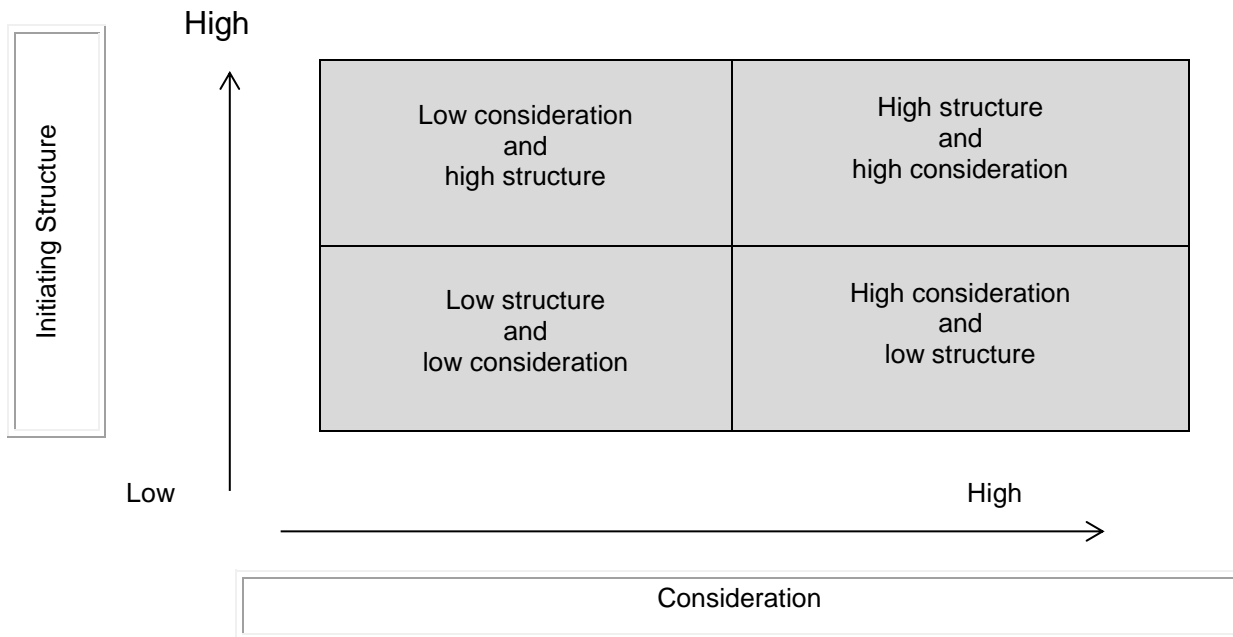 High
Initiating Structure
Low consideration
and
high structure
High structure
and
high consideration
Low structure
and
low consideration
High consideration
and
low structure
Low
High
Consideration